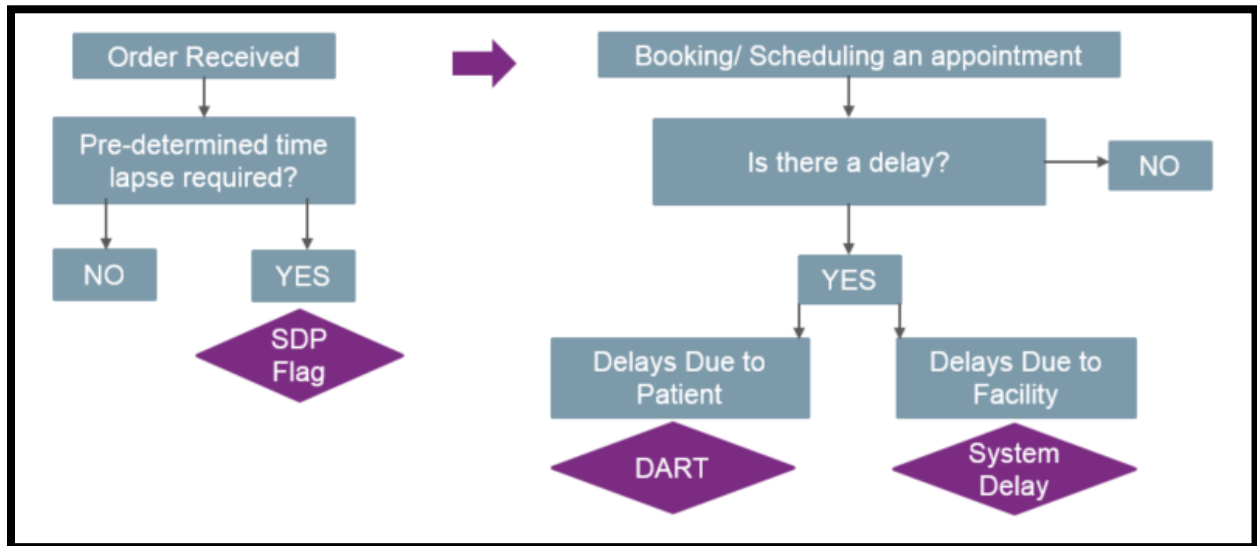 Order Received
Pre-determined time
lapse required?
NO
YES
SDP
Flag
Booking/ Scheduling an appointment
Is there a delay?
NO
YES
Delays Due to
Patient
DART
Delays Due to
Facility
System
Delay